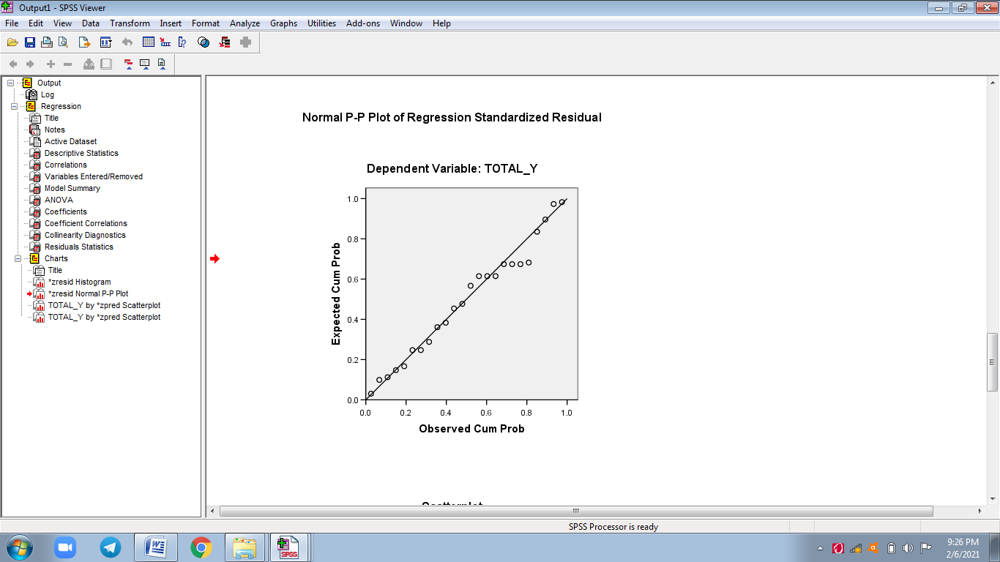 Output1 - SPSS Viewer
File Edit View Data Transform Insert Format Analyze Graphs Utilities Add-ons Window Help
Output
Log
Regression
Title
Notes
Active Dataset
Descriptive Statistics
Correlations
Variables Entered/Removed
Model Summary
ANOVA
Coefficients
Coefficient Correlations
Collinearity Diagnostics
Residuals Statistics
Charts
Title
*zresid Histogram
*zresid Normal P-P Plot
TOTAL_Y by *zpred Scatterplot
TOTAL_Y by *zpred Scatterplot
Normal P-P Plot of Regression Standardized Residual
Dependent Variable: TOTAL_Y
Expected Cum Prob
1.0
0.8
0.6
0.4
0.2
0.0
0.0 0.2 0.4 0.6 0.8 1.0
Observed Cum Prob
Scatterplot
SPSS Processor is ready
SPSS
9:26 PM
2/6/2021